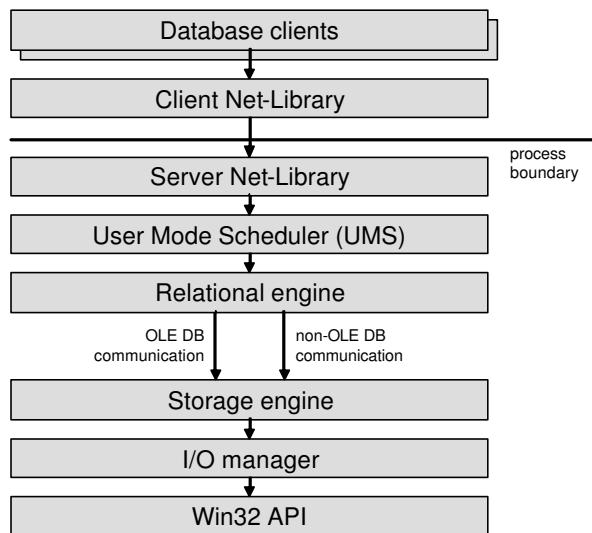 Database clients
Client Net-Library
process
boundary
Server Net-Library
User Mode Scheduler (UMS)
Relational engine
OLE DB
communication
non-OLE DB
communication
Storage engine
I/O manager
Win32 API